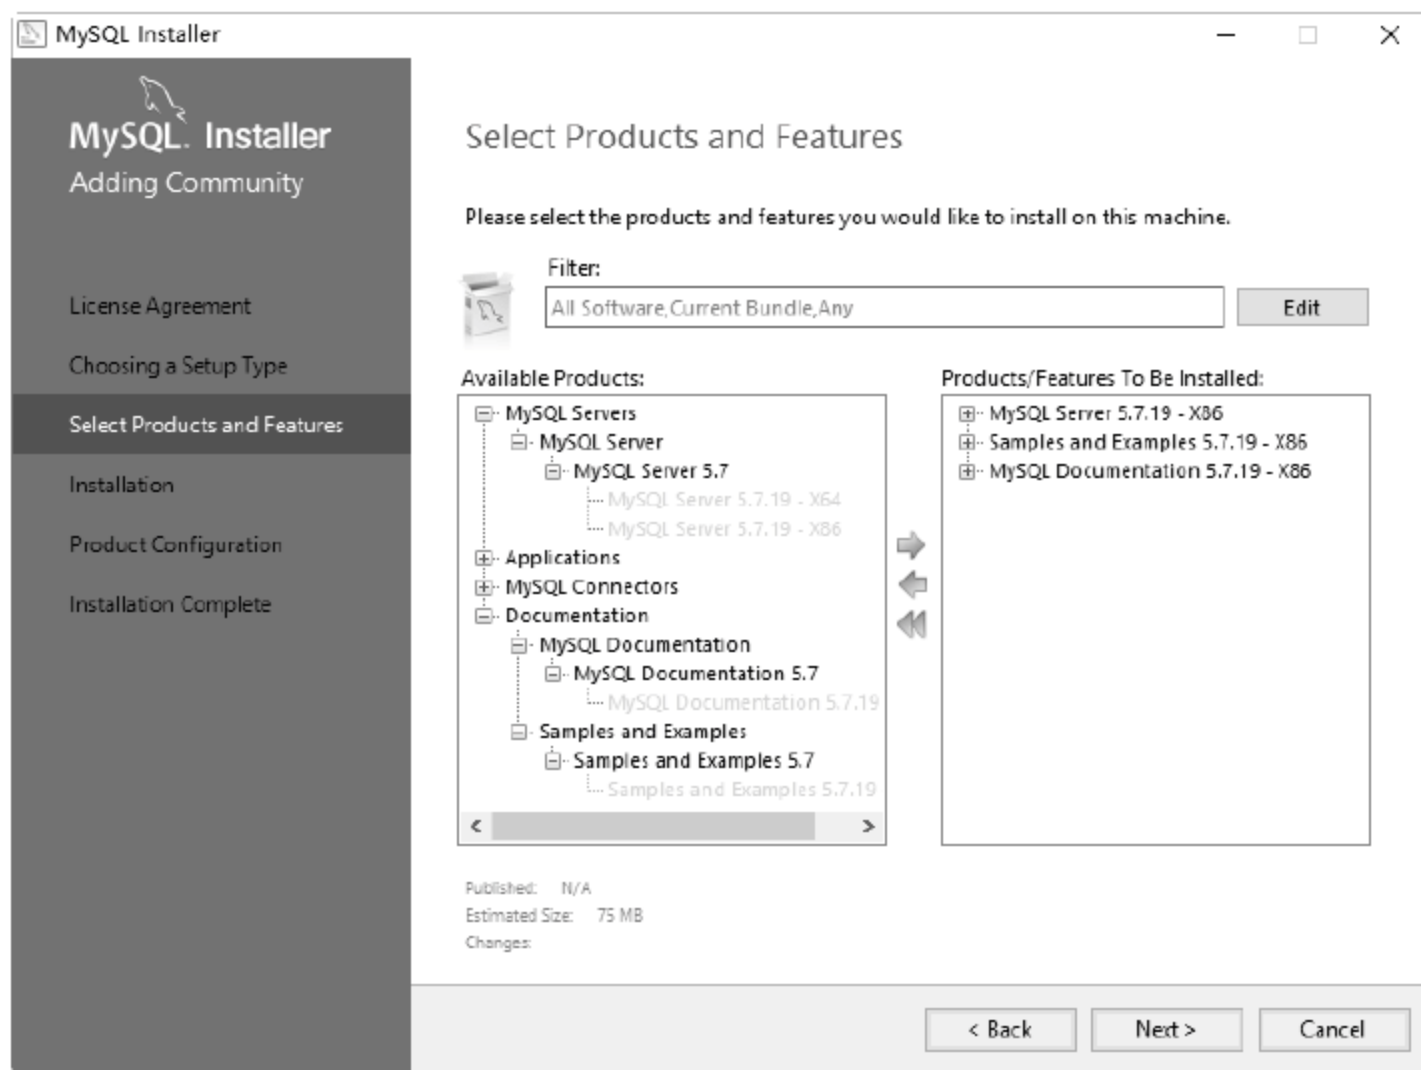 MySQL Installer
MySQL. Installer
Adding Community
License Agreement
Choosing a Setup Type
Select Products and Features
Installation
Product Configuration
Installation Complete
Select Products and Features
Please select the products and features you would like to install on this machine.
Filter:
All Software,Current Bundle,Any
Edit
Available Products:
MySQL Servers
MySQL Server
MySQL Server 5.7
MySQL Server 5.7.19 - X64
MySQL Server 5.7.19 - X86
Applications
MySQL Connectors
Documentation
MySQL Documentation
MySQL Documentation 5.7
MySQL Documentation 5.7.19
Samples and Examples
Samples and Examples 5.7
Samples and Examples 5.7.19
Products/Features To Be Installed:
MySQL Server 5.7.19 - X86
Samples and Examples 5.7.19 - X86
MySQL Documentation 5.7.19 - X86
Published: N/A
Estimated Size: 75 MB
Changes:
< Back
Next >
Cancel